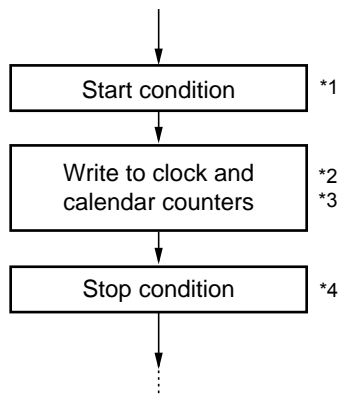 Start condition *1
Write to clock and *2
calendar counters *3
Stop condition *4